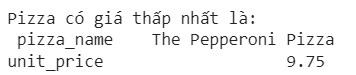 Pizza có giá thấp nhất là:
pizza_name    The Pepperoni Pizza
unit_price                   9.75